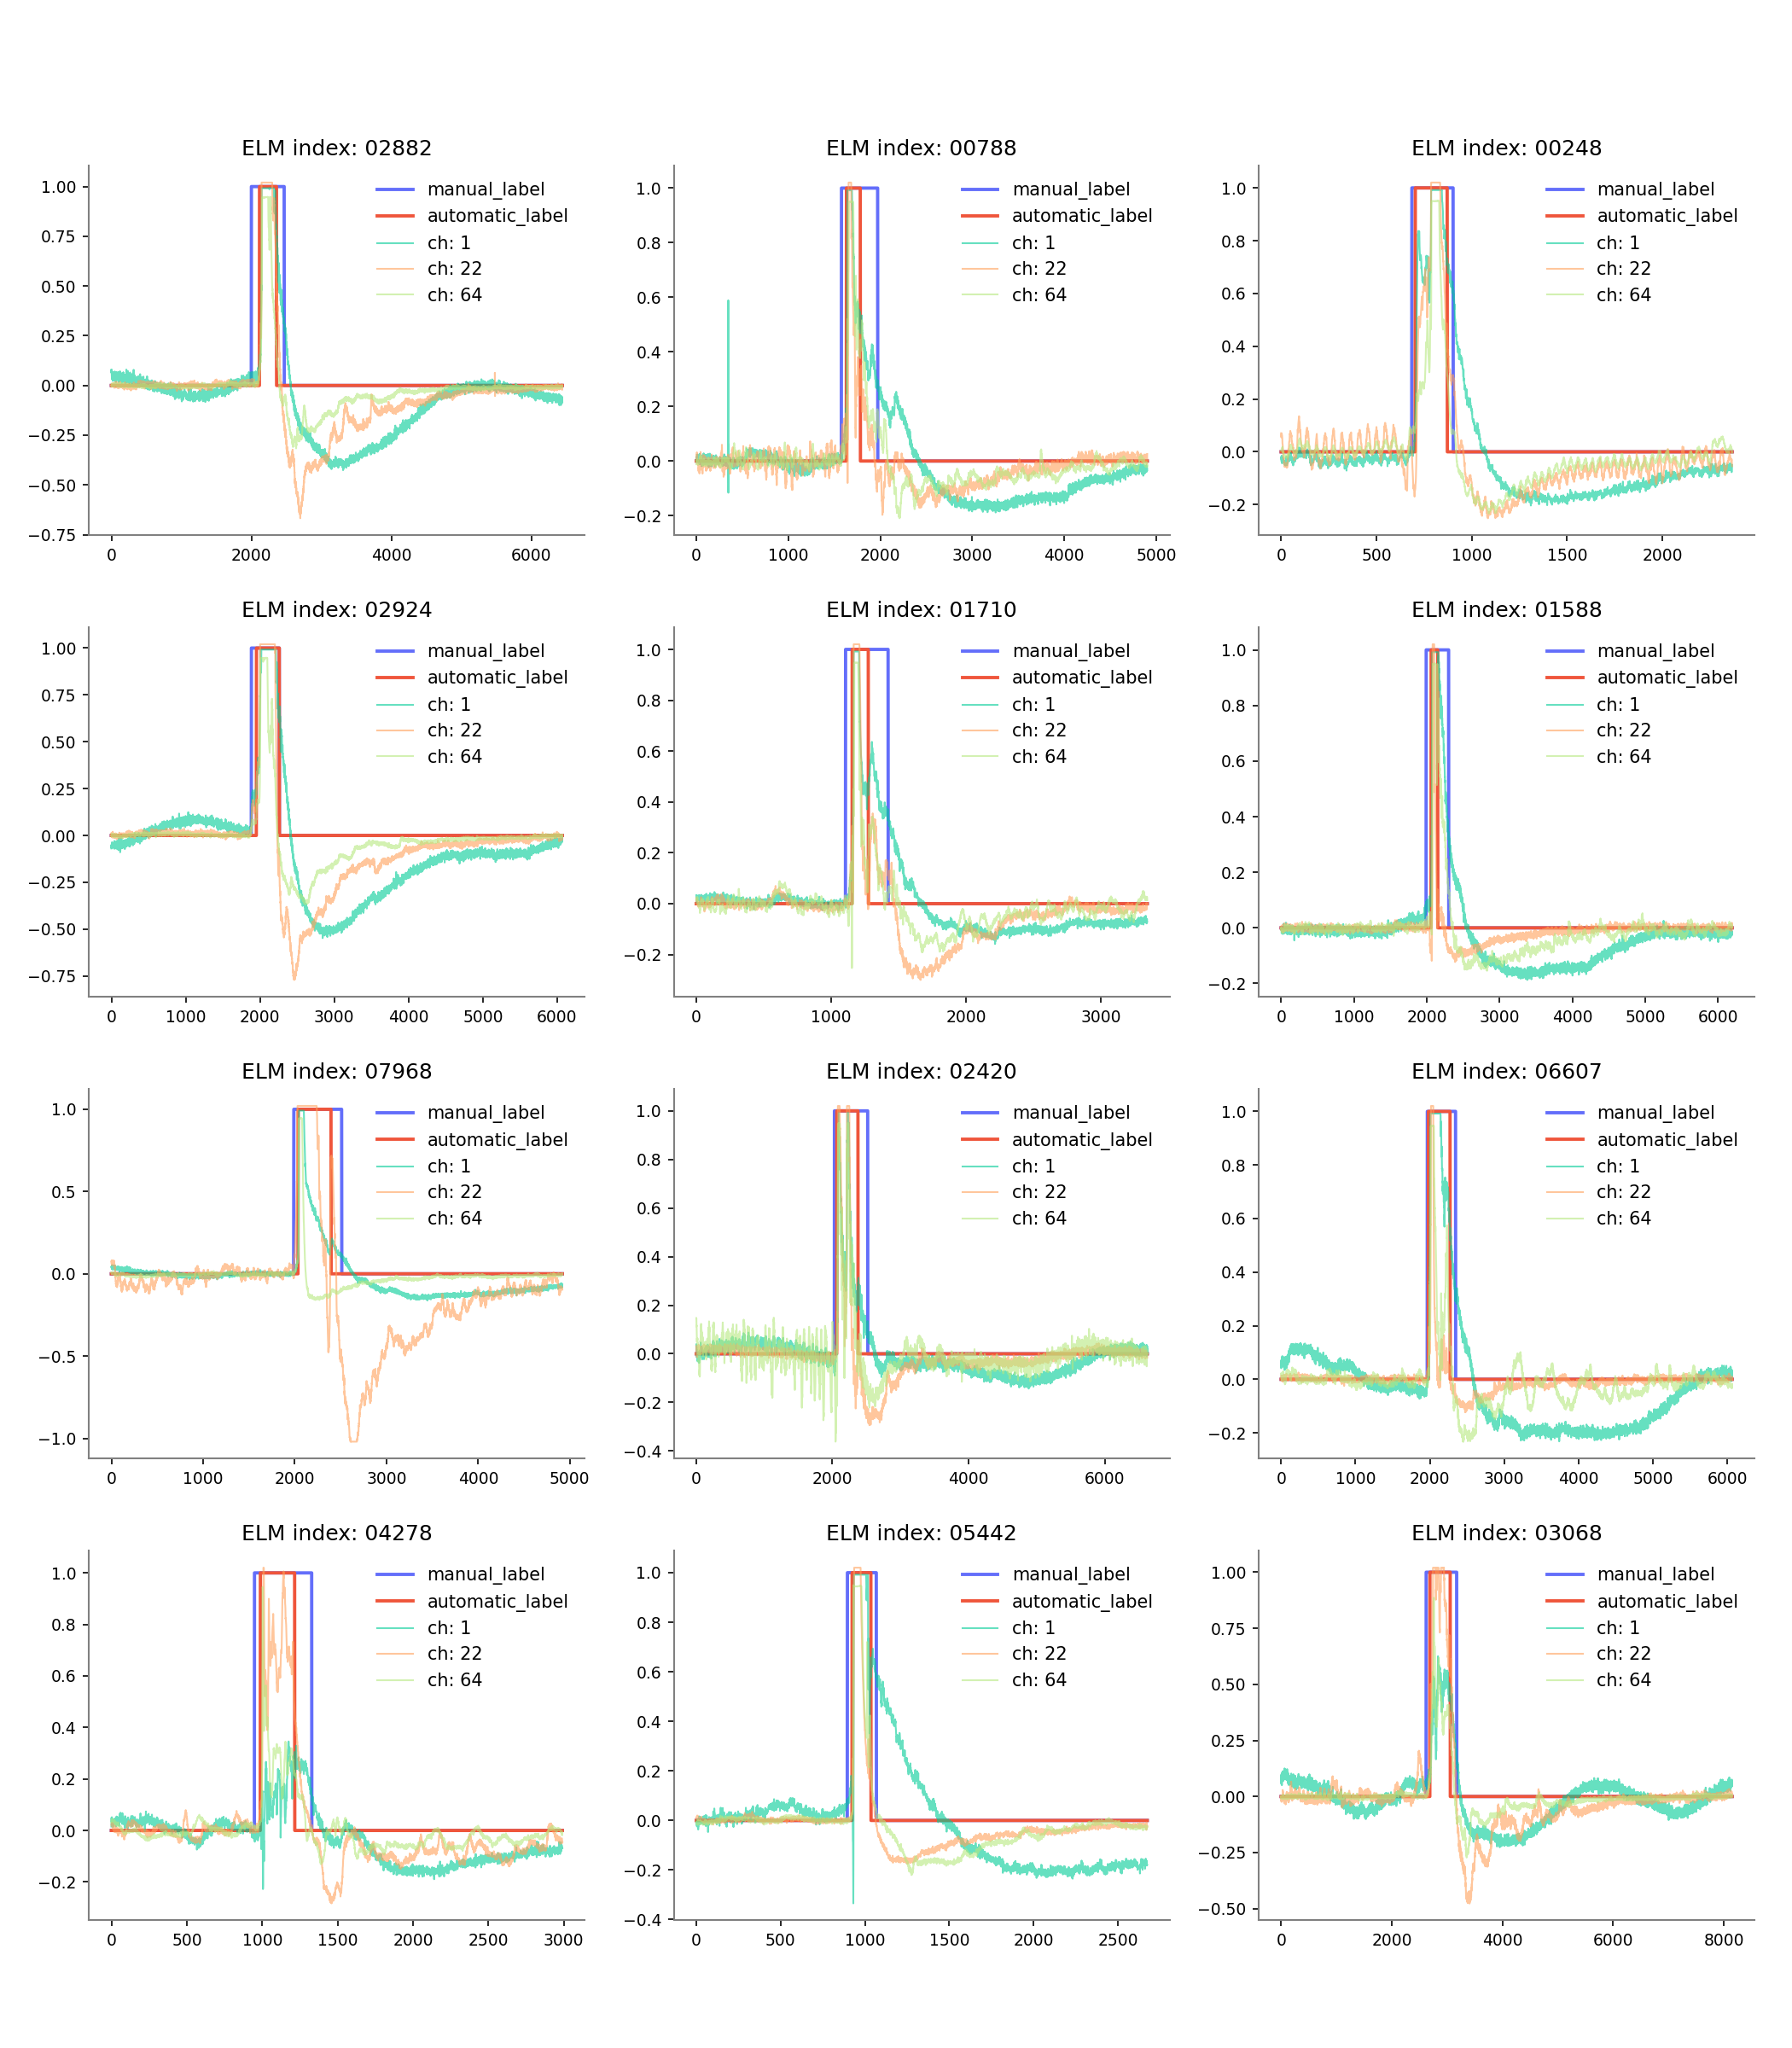 ELM index: 02882
1.00
0.75
0.50
0.25
0.00
−0.25
−0.50
−0.75
0
2000
4000
6000
manual_label
automatic_label
ch: 1
ch: 22
ch: 64
ELM index: 00788
1.0
0.8
0.6
0.4
0.2
0.0
−0.2
0
1000
2000
3000
4000
5000
manual_label
automatic_label
ch: 1
ch: 22
ch: 64
ELM index: 00248
1.0
0.8
0.6
0.4
0.2
0.0
−0.2
0
500
1000
1500
2000
manual_label
automatic_label
ch: 1
ch: 22
ch: 64
ELM index: 02924
1.00
0.75
0.50
0.25
0.00
−0.25
−0.50
−0.75
0
1000
2000
3000
4000
5000
6000
manual_label
automatic_label
ch: 1
ch: 22
ch: 64
ELM index: 01710
1.0
0.8
0.6
0.4
0.2
0.0
−0.2
0
1000
2000
3000
manual_label
automatic_label
ch: 1
ch: 22
ch: 64
ELM index: 01588
1.0
0.8
0.6
0.4
0.2
0.0
−0.2
0
1000
2000
3000
4000
5000
6000
manual_label
automatic_label
ch: 1
ch: 22
ch: 64
ELM index: 07968
1.0
0.5
0.0
−0.5
−1.0
0
1000
2000
3000
4000
5000
manual_label
automatic_label
ch: 1
ch: 22
ch: 64
ELM index: 02420
1.0
0.8
0.6
0.4
0.2
0.0
−0.2
−0.4
0
2000
4000
6000
manual_label
automatic_label
ch: 1
ch: 22
ch: 64
ELM index: 06607
1.0
0.8
0.6
0.4
0.2
0.0
−0.2
0
1000
2000
3000
4000
5000
6000
manual_label
automatic_label
ch: 1
ch: 22
ch: 64
ELM index: 04278
1.0
0.8
0.6
0.4
0.2
0.0
−0.2
0
500
1000
1500
2000
2500
3000
manual_label
automatic_label
ch: 1
ch: 22
ch: 64
ELM index: 05442
1.0
0.8
0.6
0.4
0.2
0.0
−0.2
−0.4
0
500
1000
1500
2000
2500
manual_label
automatic_label
ch: 1
ch: 22
ch: 64
ELM index: 03068
1.00
0.75
0.50
0.25
0.00
−0.25
−0.50
0
2000
4000
6000
8000
manual_label
automatic_label
ch: 1
ch: 22
ch: 64